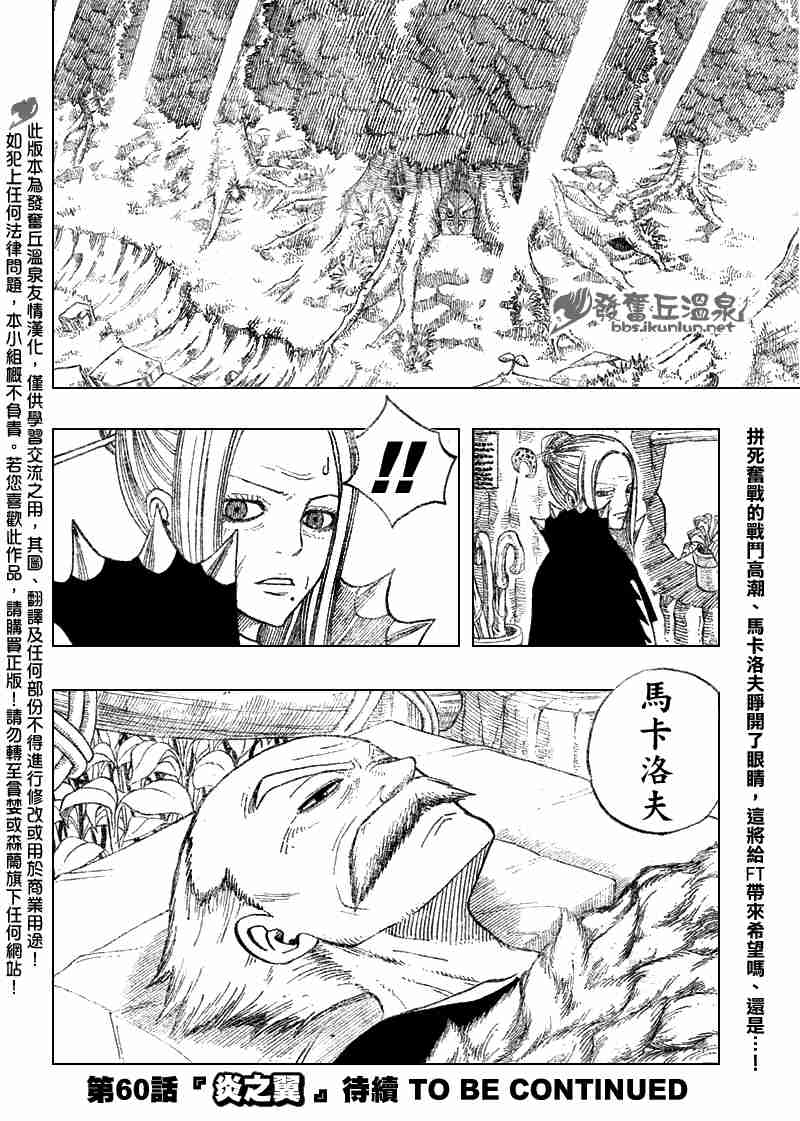 發奮丘溫泉
bbs.ikunlun.net
拼死奮戰的戰鬥高潮、馬卡洛夫睜開了眼睛，這將給FT帶來希望嗎、還是…！
!!
馬卡洛夫
此版本為發奮丘溫泉友情漢化，僅供學習交流之用，其圖、翻譯及任何部份不得進行修改或用於商業用途！
如犯上任何法律問題，本小組概不負責。若您喜歡此作品，請購買正版！請勿轉至貪婪或森蘭旗下任何網站！
第60話『炎之翼』待續 TO BE CONTINUED